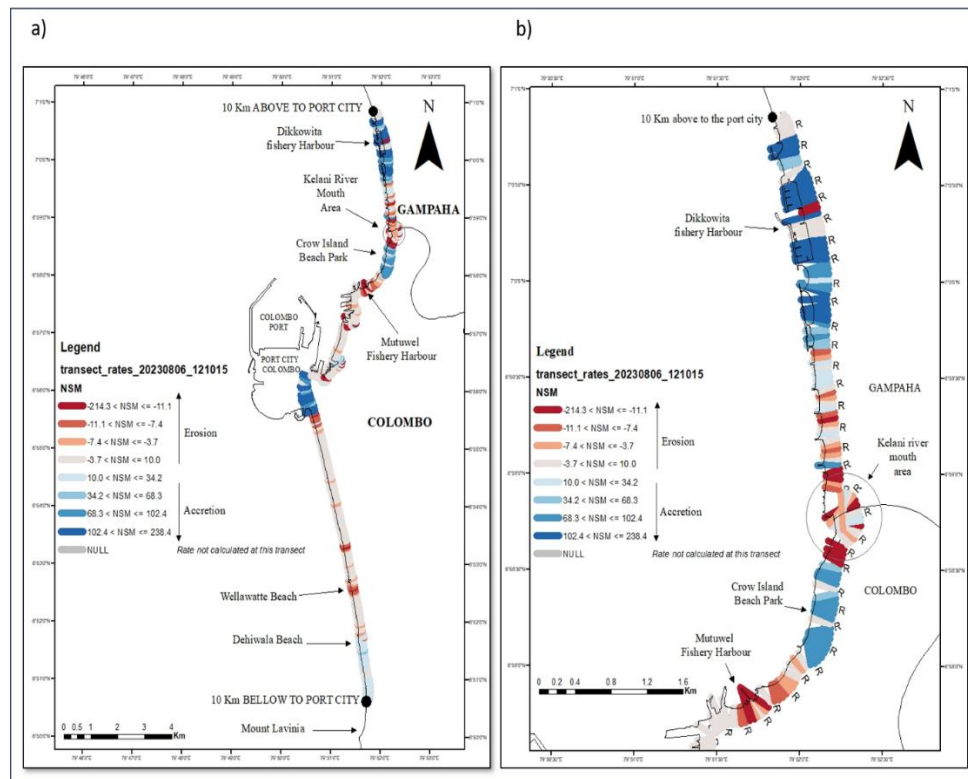 a)
N
10 Km ABOVE TO PORT CITY
Dikkowita
fishery Harbour
Kelani River
Mouth
Area
GAMPAHA
Crow Island
Beach Park
COLOMBO
PORT
Mutuwel
Fishery Harbour
PORT CITY
COLOMBO
COLOMBO
Legend
transect_rates_20230806_121015
NSM
-214.3 < NSM <= -11.1
-11.1 < NSM <= -7.4
-7.4 < NSM <= -3.7
-3.7 < NSM <= 10.0
10.0 < NSM <= 34.2
34.2 < NSM <= 68.3
68.3 < NSM <= 102.4
102.4 < NSM <= 238.4
NULL
Erosion
Accretion
Rate not calculated at this transect
Wellawatte Beach
Dehiwala Beach
10 KM BELLOW TO PORT CITY
Mount Lavinia
0 0.5 1 2 3 4
Km
b)
N
10 Km above to the port city
R
R
R
R
R
R
Dikkowita
fishery Harbour
R
R
R
R
R
R
R
Legend
transect_rates_20230806_121015
NSM
-214.3 < NSM <= -11.1
-11.1 < NSM <= -7.4
-7.4 < NSM <= -3.7
-3.7 < NSM <= 10.0
10.0 < NSM <= 34.2
34.2 < NSM <= 68.3
68.3 < NSM <= 102.4
102.4 < NSM <= 238.4
NULL
Erosion
Accretion
Rate not calculated at this transect
GAMPAHA
Kelani river
mouth
area
R
R
R
R
R
R
Crow Island
Beach Park
COLOMBO
Mutuwel
Fishery Harbour
R
R
R
R
0 0.2 0.4 0.8 1.2 1.6
Km